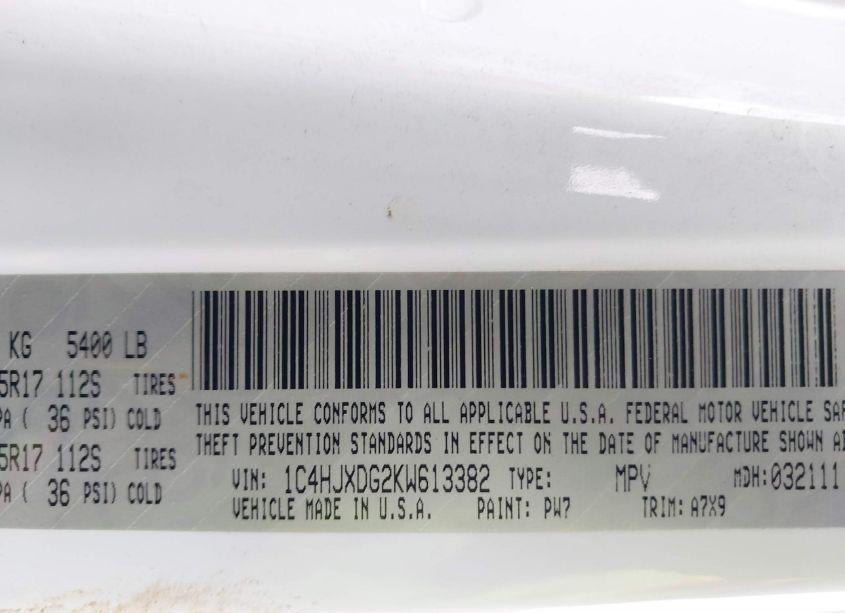 KG 5400 LB
5R17 112S TIRES
PA ( 36 PSI) COLD
5R17 112S TIRES
PA ( 36 PSI) COLD
THIS VEHICLE CONFORMS TO ALL APPLICABLE U.S.A. FEDERAL MOTOR VEHICLE SAF
THEFT PREVENTION STANDARDS IN EFFECT ON THE DATE OF MANUFACTURE SHOWN A
VIN: 1C4HJXDG2KW613382 TYPE: MPV MDH:032111
VEHICLE MADE IN U.S.A. PAINT: PW7 TRIM: A7X9